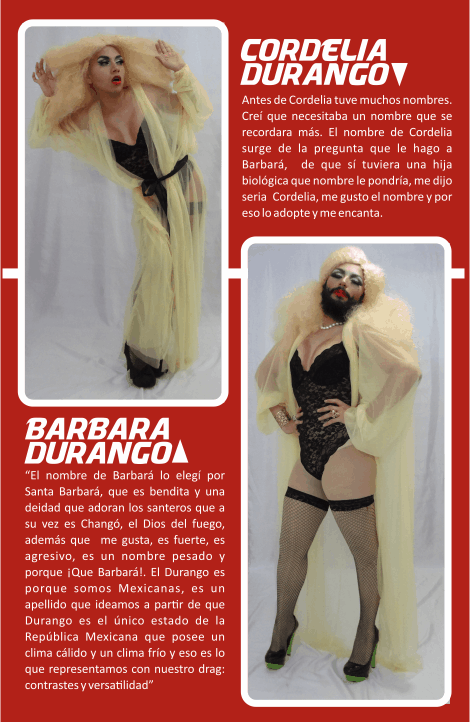 CORDELIA
DURANGO▼
Antes de Cordelia tuve muchos nombres.
Creí que necesitaba un nombre que se
recordara más. El nombre de Cordelia
surge de la pregunta que le hago a
Barbará, de que sí tuviera una hija
biológica que nombre le pondría, me dijo
seria Cordelia, me gusto el nombre y por
eso lo adopte y me encanta.
BARBARA
DURANGO▲
“El nombre de Barbará lo elegí por
Santa Barbará, que es bendita y una
deidad que adoran los santeros que a
su vez es Changó, el Dios del fuego,
además que me gusta, es fuerte, es
agresivo, es un nombre pesado y
porque ¡Que Barbará!. El Durango es
porque somos Mexicanas, es un
apellido que ideamos a partir de que
Durango es el único estado de la
República Mexicana que posee un
clima cálido y un clima frío y eso es lo
que representamos con nuestro drag:
contrastes y versatilidad”